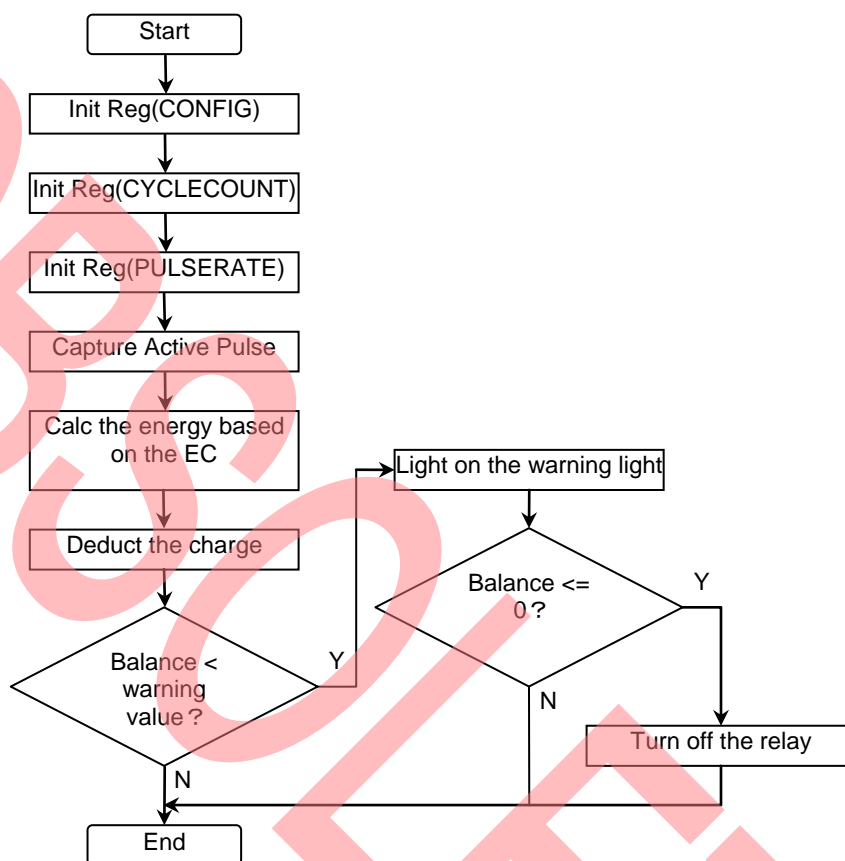 Start
Init Reg(CONFIG)
Init Reg(CYCLECOUNT)
Init Reg(PULSERATE)
Capture Active Pulse
Calc the energy based
on the EC
Deduct the charge
Balance <
warning
value?
Y
N
Light on the warning light
Balance <=
0?
Y
N
Turn off the relay
End